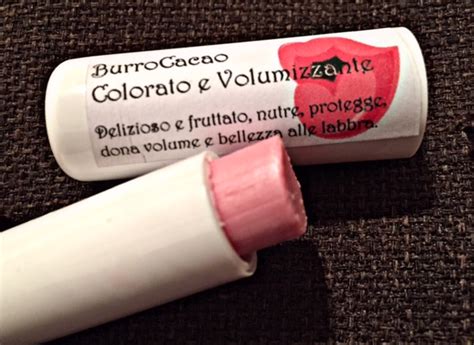 BurroCacao
Colorato e Volumizzante
Delizioso e fruttato, nutre, protegge,
dona volume e bellezza alle labbra.